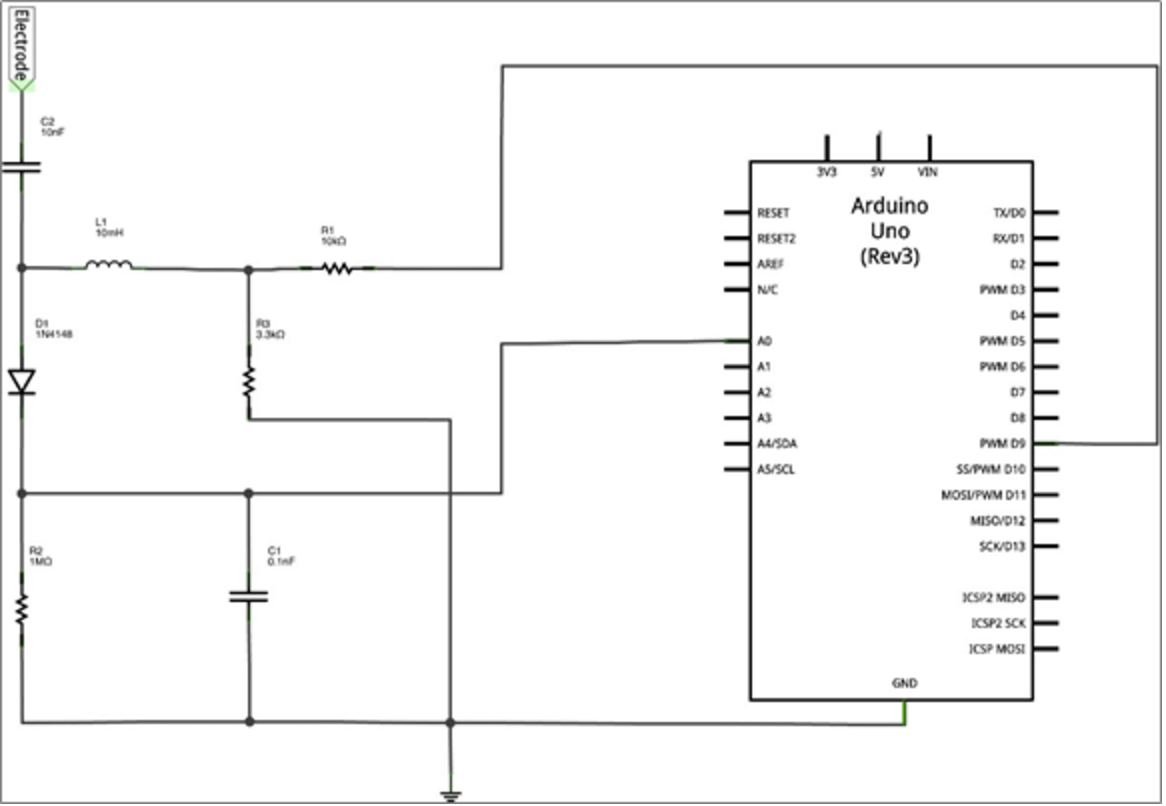 Electrode
C2
10nF
L1
10mH
R1
10kΩ
D1
1N4148
R3
3.3kΩ
R2
1MΩ
C1
0.1nF
3V3 5V VIN
Arduino
Uno
(Rev3)
RESET
RESET2
AREF
N/C
A0
A1
A2
A3
A4/SDA
A5/SCL
TX/D0
RX/D1
D2
PWM D3
D4
PWM D5
PWM D6
D7
D8
PWM D9
SS/PWM D10
MOSI/PWM D11
MISO/D12
SCK/D13
ICSP2 MISO
ICSP2 SCK
ICSP MOSI
GND